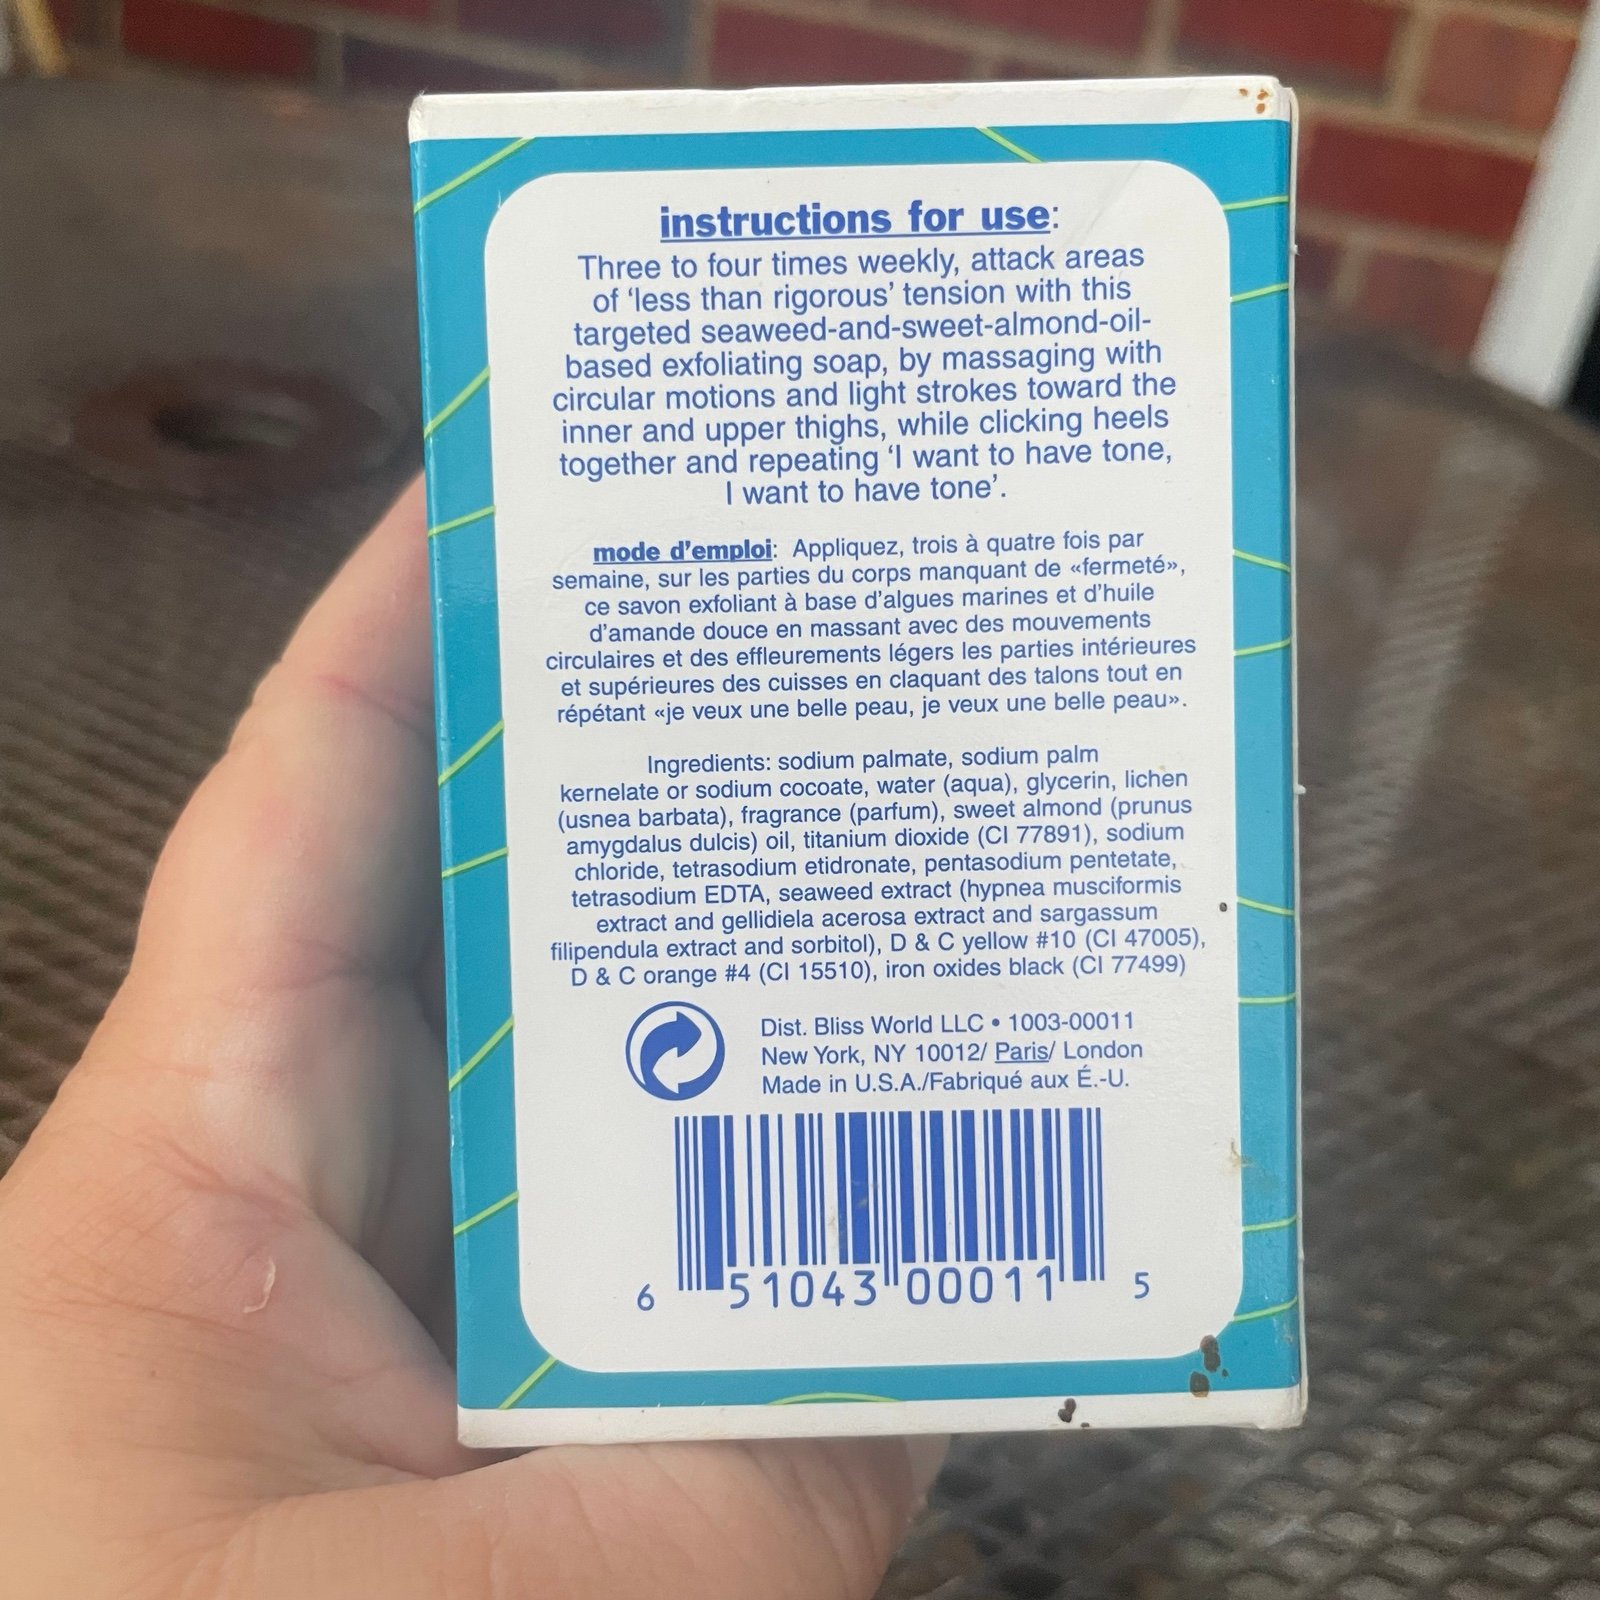 instructions for use:
Three to four times weekly, attack areas
of ‘less than rigorous’ tension with this
targeted seaweed-and-sweet-almond-oil-
based exfoliating soap, by massaging with
circular motions and light strokes toward the
inner and upper thighs, while clicking heels
together and repeating ‘I want to have tone,
I want to have tone’.
mode d’emploi: Appliquez, trois à quatre fois par
semaine, sur les parties du corps manquant de «fermeté»,
ce savon exfoliant à base d’algues marines et d’huile
d’amande douce en massant avec des mouvements
circulaires et des effleurements légers les parties intérieures
et supérieures des cuisses en claquant des talons tout en
répétant «je veux une belle peau, je veux une belle peau».
Ingredients: sodium palmate, sodium palm
kernelate or sodium cocoate, water (aqua), glycerin, lichen
(usnea barbata), fragrance (parfum), sweet almond (prunus
amygdalus dulcis) oil, titanium dioxide (CI 77891), sodium
chloride, tetrasodium etidronate, pentasodium pentetate,
tetrasodium EDTA, seaweed extract (hypnea musciformis
extract and gellidiela acerosa extract and sargassum
filipendula extract and sorbitol), D & C yellow #10 (CI 47005),
D & C orange #4 (CI 15510), iron oxides black (CI 77499)
Dist. Bliss World LLC • 1003-00011
New York, NY 10012/ Paris/ London
Made in U.S.A./Fabriqué aux É.-U.
6 51043 00011 5